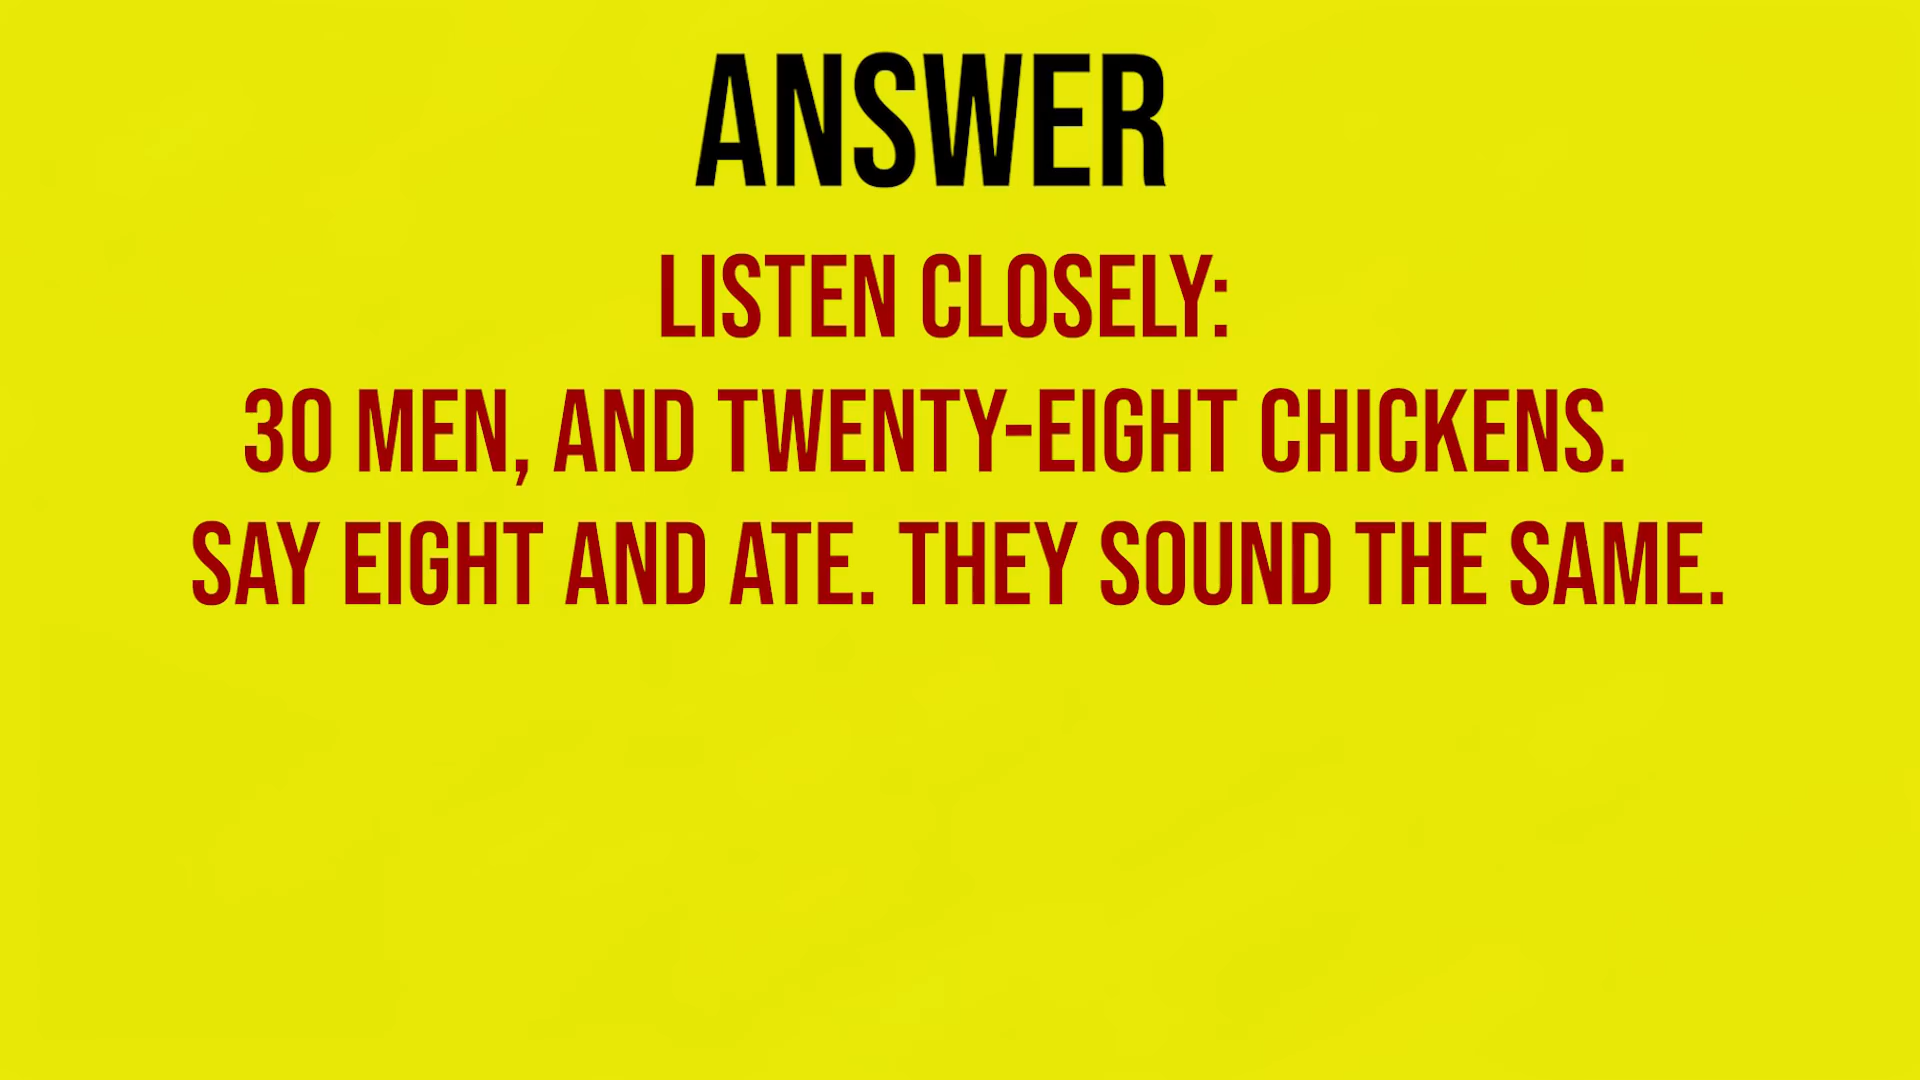 ANSWER
LISTEN CLOSELY:
30 MEN, AND TWENTY-EIGHT CHICKENS.
SAY EIGHT AND ATE. THEY SOUND THE SAME.